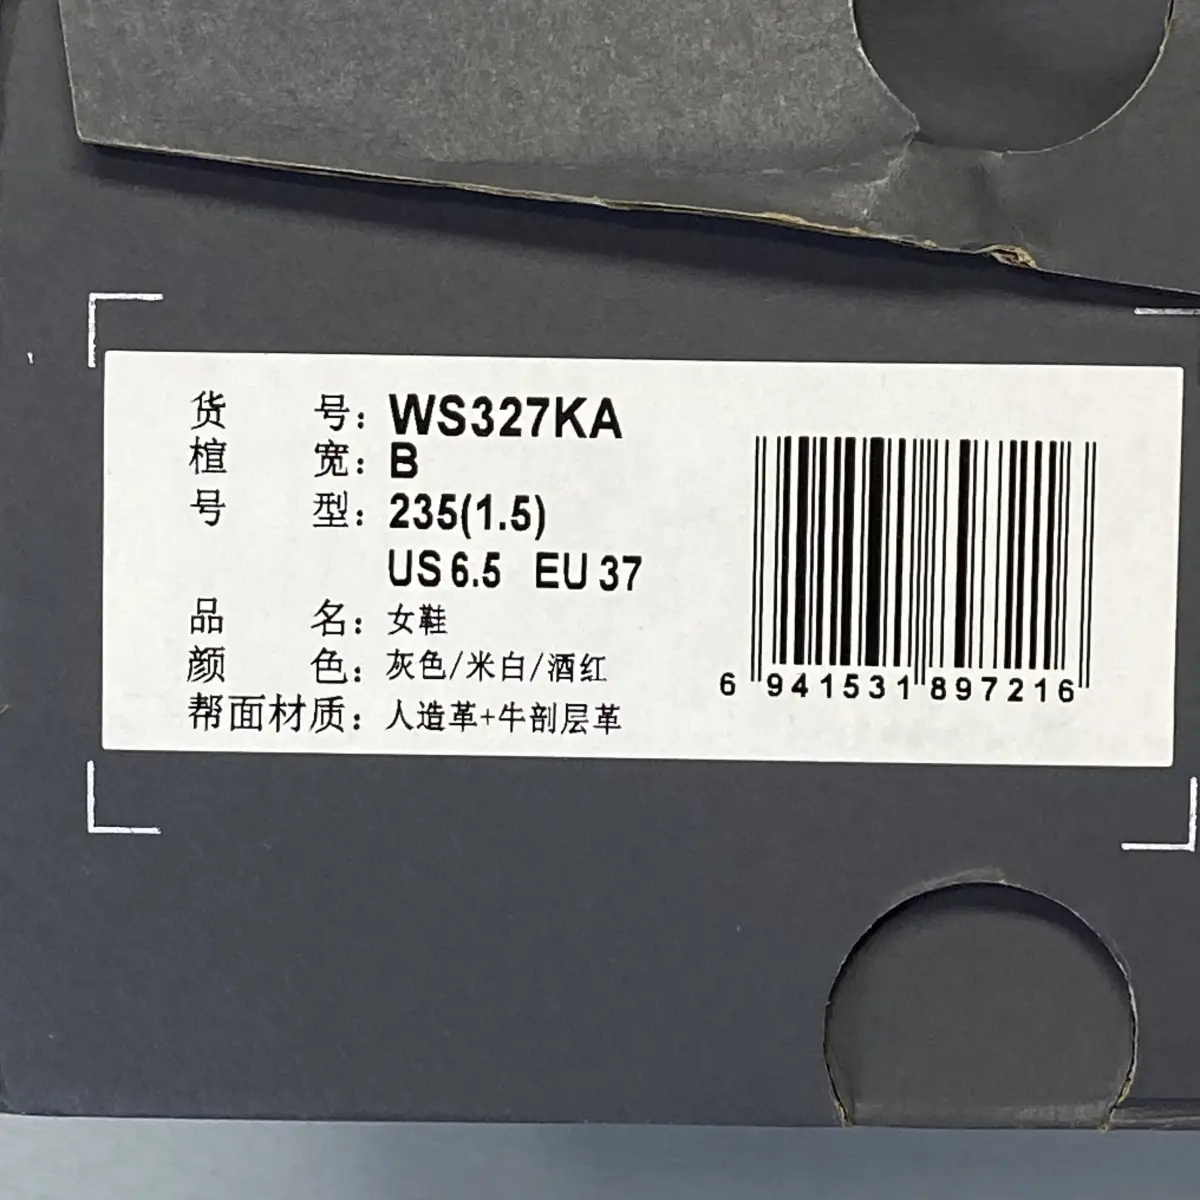 货 号：WS327KA
楦 宽：B
号 型：235(1.5)
US 6.5 EU 37
品 名：女鞋
颜 色：灰色/米白/酒红
帮面材质：人造革+牛剖层革
6 941531 897216